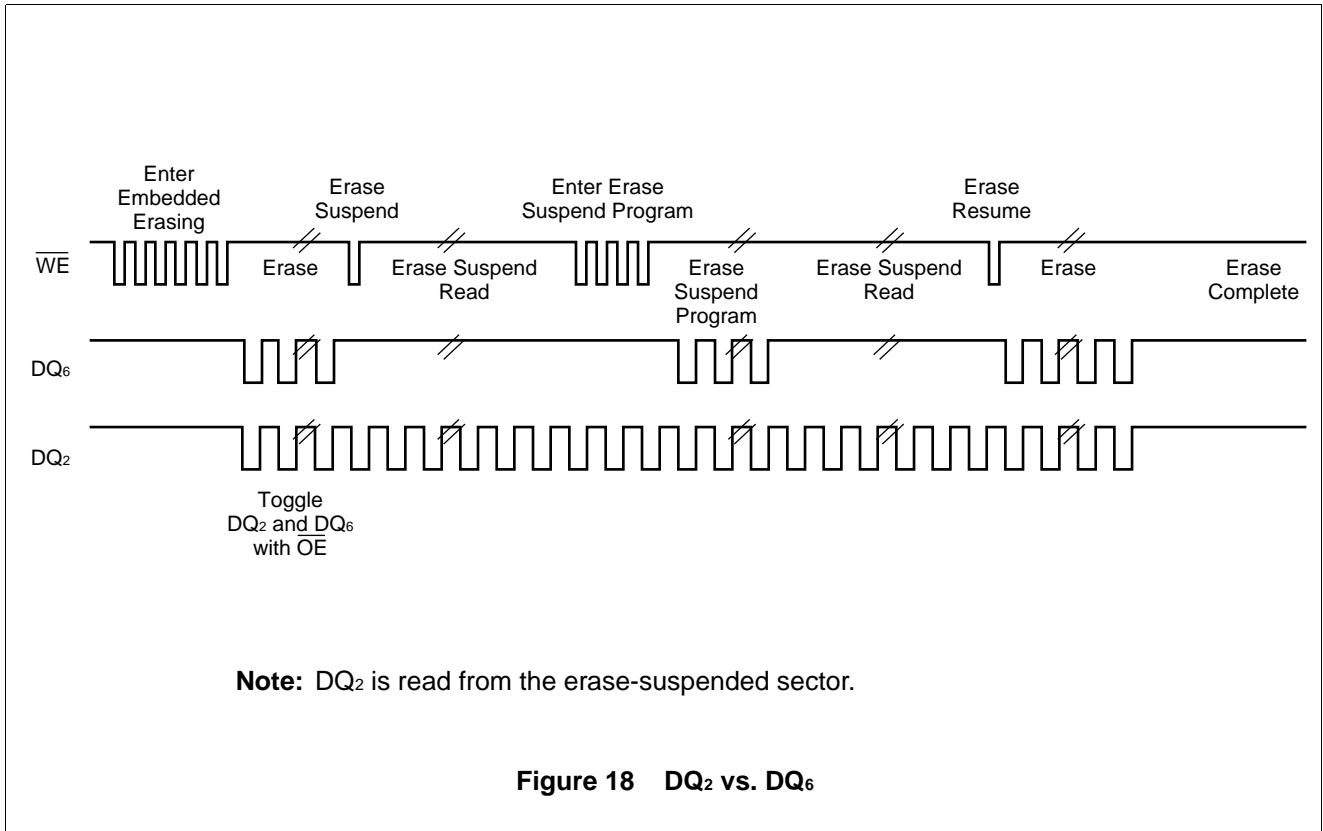 Enter
Embedded
Erasing
Erase
Suspend
Enter Erase
Suspend Program
Erase
Resume
WE
Erase
Erase Suspend
Read
Erase
Suspend
Program
Erase Suspend
Read
Erase
Erase
Complete
DQ6
DQ2
Toggle
DQ2 and DQ6
with OE
Note: DQ2 is read from the erase-suspended sector.
Figure 18 DQ2 vs. DQ6